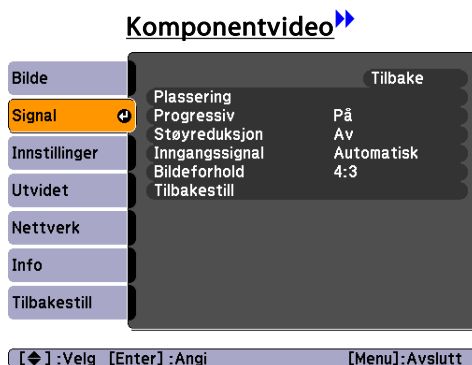 Komponentvideo
Bilde
Signal
Innstillinger
Utvidet
Nettverk
Info
Tilbakestill
Tilbake
Plassering
Progressiv På
Støyreduksjon Av
Inngangssignal Automatisk
Bildeforhold 4:3
Tilbakestill
[◆] :Velg [Enter] :Angi [Menu]:Avslutt